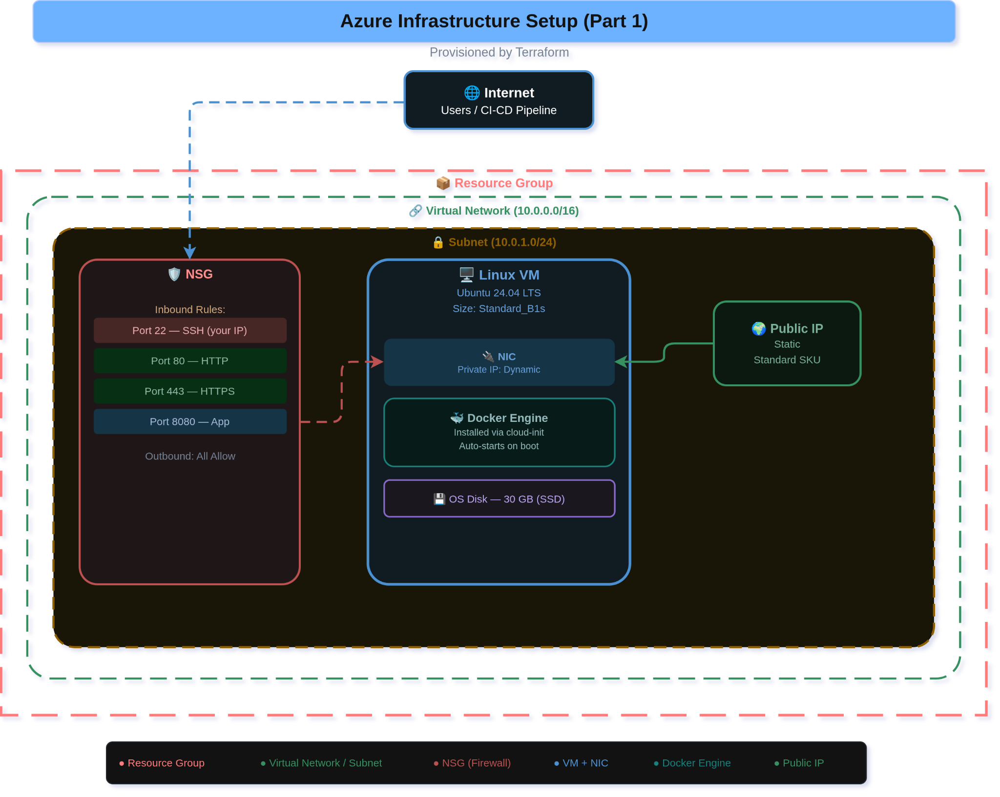 Azure Infrastructure Setup (Part 1)
Provisioned by Terraform
🌐 Internet
Users / CI-CD Pipeline
📦 Resource Group
🔗 Virtual Network (10.0.0.0/16)
🔒 Subnet (10.0.1.0/24)
🛡️ NSG
Inbound Rules:
Port 22 — SSH (your IP)
Port 80 — HTTP
Port 443 — HTTPS
Port 8080 — App
Outbound: All Allow
🖥️ Linux VM
Ubuntu 24.04 LTS
Size: Standard_B1s
🔌 NIC
Private IP: Dynamic
🐳 Docker Engine
Installed via cloud-init
Auto-starts on boot
💾 OS Disk — 30 GB (SSD)
🌍 Public IP
Static
Standard SKU
● Resource Group
● Virtual Network / Subnet
● NSG (Firewall)
● VM + NIC
● Docker Engine
● Public IP